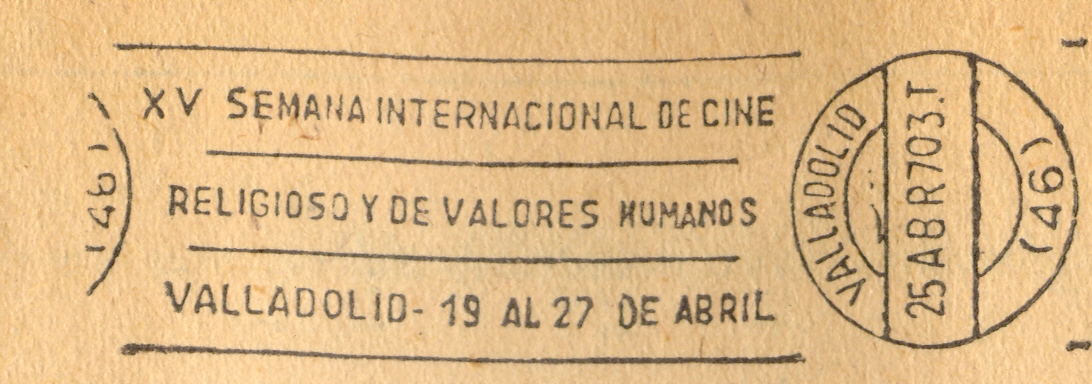 XV SEMANA INTERNACIONAL DE CINE
RELIGIOSO Y DE VALORES HUMANOS
VALLADOLID - 19 AL 27 DE ABRIL
(46)
VALLADOLID
25 ABR 70 3.T
(46)